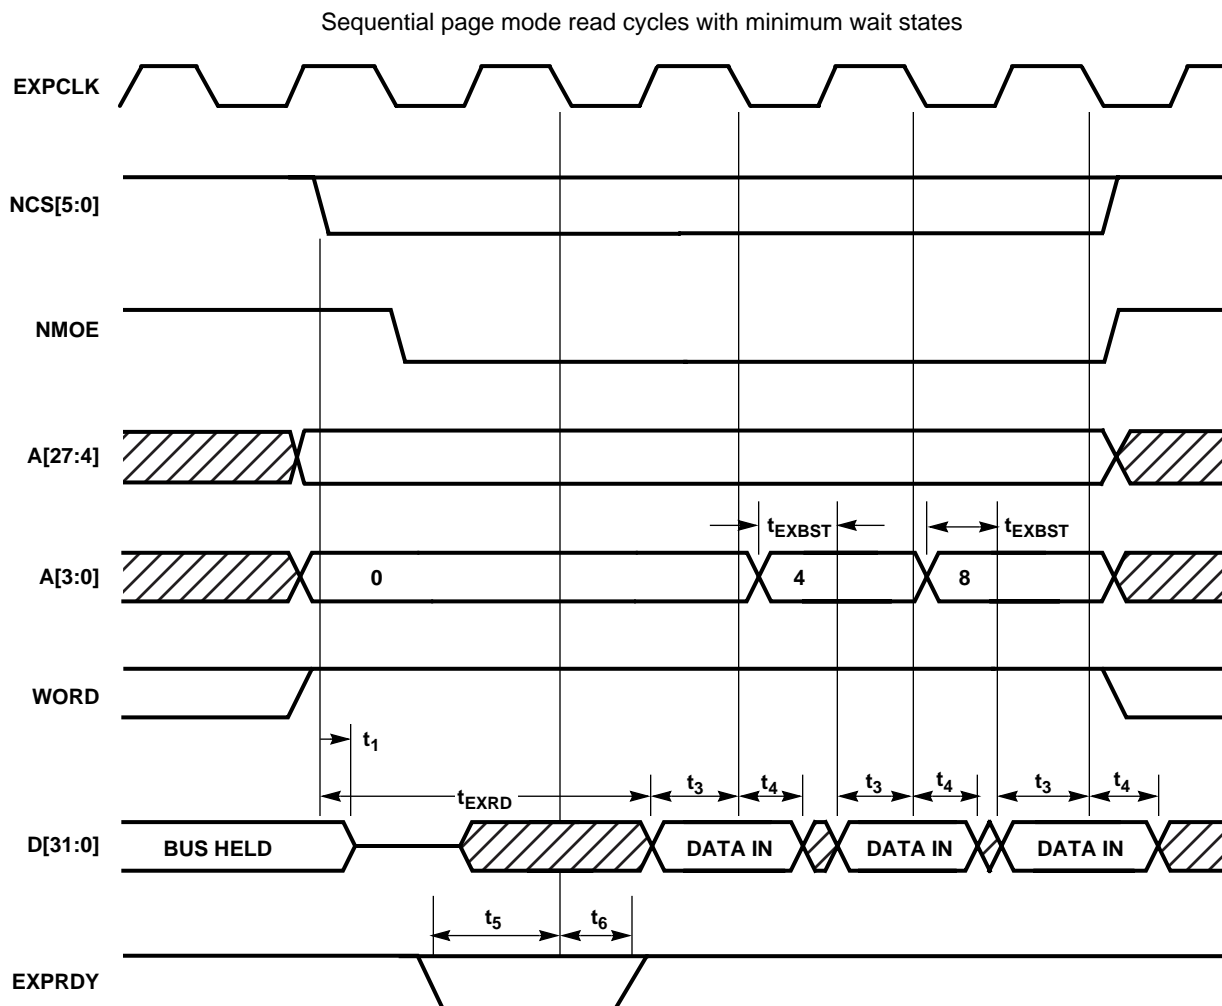 Sequential page mode read cycles with minimum wait states
EXPCLK
NCS[5:0]
NMOE
A[27:4]
tEXBST tEXBST
A[3:0] 0 4 8
WORD
t1
tEXRD t3 t4 t3 t4 t3 t4
D[31:0] BUS HELD DATA IN DATA IN DATA IN
t5 t6
EXPRDY